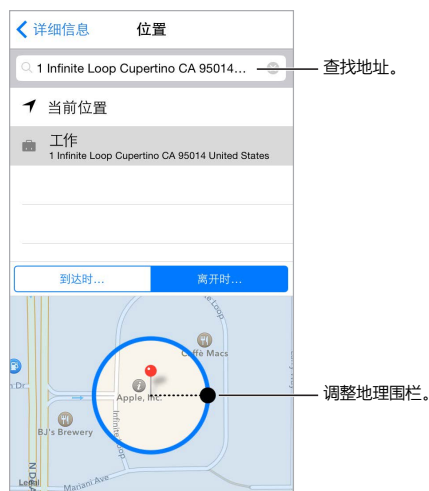 详细信息
位置
1 Infinite Loop Cupertino CA 95014...
查找地址。
当前位置
工作
1 Infinite Loop Cupertino CA 95014 United States
到达时...
离开时...
Loop
Caffè Macs
n Dr
Apple, Inc.
调整地理围栏。
BJ's Brewery
Infinite Loop
N D
Legal
Mariani Ave